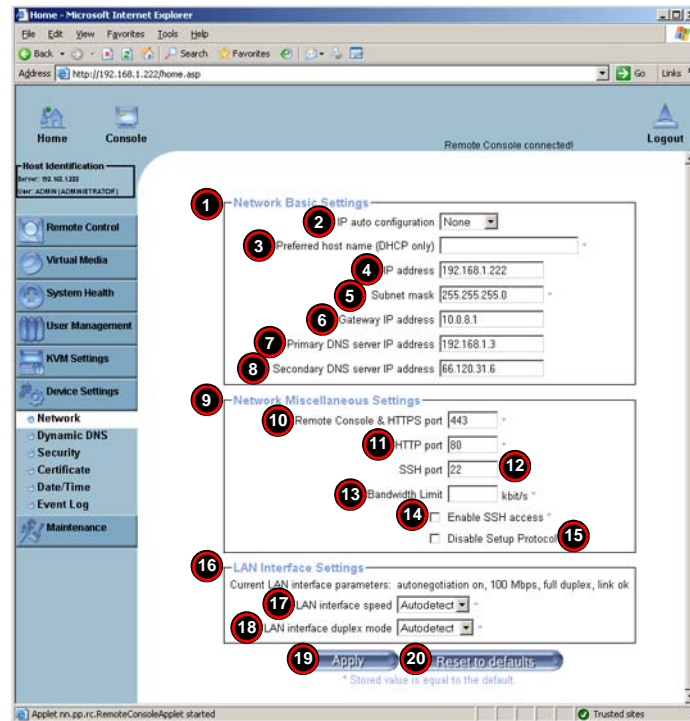 Home - Microsoft Internet Explorer
File Edit View Favorites Tools Help
Back Search Favorites
Address http://192.168.1.222/home.asp Go Links
Home Console
Remote Console connected!
Logout
Host Identification
Server: 192.168.1.222
User: ADMIN (ADMINISTRATOR)
Remote Control
Virtual Media
System Health
User Management
KVM Settings
Device Settings
Network
Dynamic DNS
Security
Certificate
Date/Time
Event Log
Maintenance
1 Network Basic Settings
2 IP auto configuration None
3 Preferred host name (DHCP only) *
4 IP address 192.168.1.222
5 Subnet mask 255.255.255.0 *
6 Gateway IP address 10.0.8.1
7 Primary DNS server IP address 192.168.1.3
8 Secondary DNS server IP address 66.120.31.6
9 Network Miscellaneous Settings
10 Remote Console & HTTPS port 443 *
11 HTTP port 80 *
SSH port 22 12
13 Bandwidth Limit kbit/s *
14 Enable SSH access *
Disable Setup Protocol 15
16 LAN Interface Settings
Current LAN interface parameters: autonegotiation on, 100 Mbps, full duplex, link ok
17 LAN interface speed Autodetect *
18 LAN interface duplex mode Autodetect *
19 Apply 20 Reset to defaults
* Stored value is equal to the default.
Applet nn.pp.rc.RemoteConsoleApplet started Trusted sites